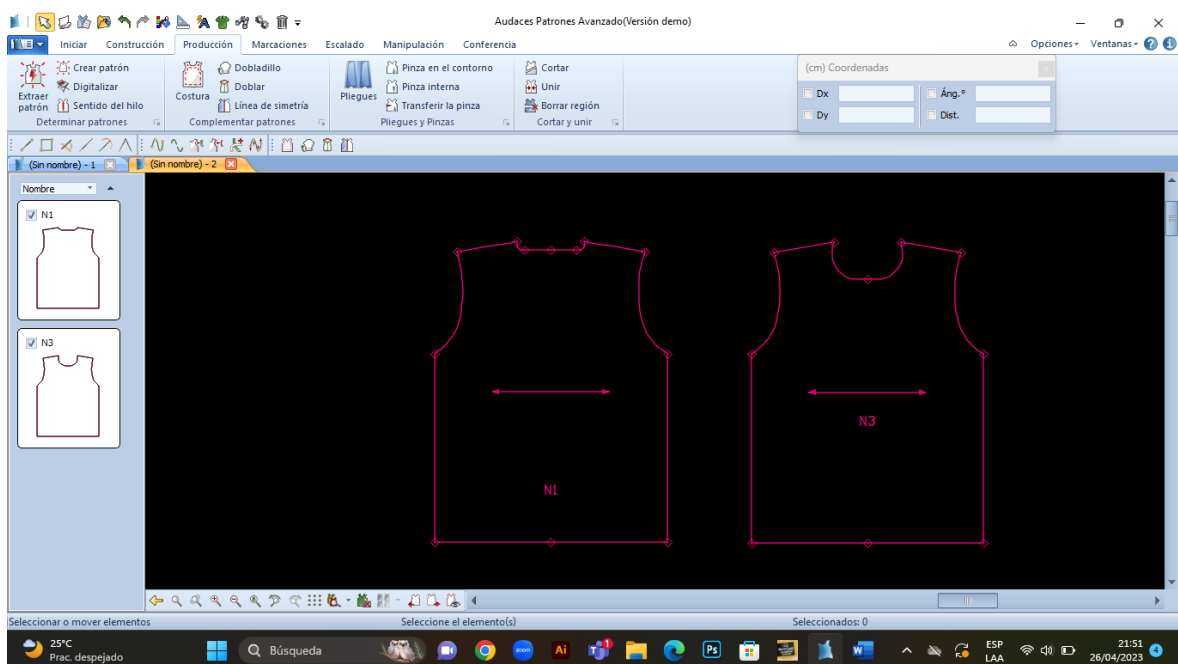 Audaces Patrones Avanzado(Versión demo)
Iniciar Construcción Producción Marcaciones Escalado Manipulación Conferencia Opciones Ventanas
Extraer patrón
Crear patrón
Digitalizar
Sentido del hilo
Determinar patrones
Costura
Dobladillo
Doblar
Línea de simetría
Complementar patrones
Pliegues
Pinza en el contorno
Pinza interna
Transferir la pinza
Pliegues y Pinzas
Cortar
Unir
Borrar región
Cortar y unir
(cm) Coordenadas
Dx Áng.º
Dy Dist.
(Sin nombre) - 1 (Sin nombre) - 2
Nombre
N1
N3
N1
N3
Seleccionar o mover elementos Seleccione el elemento(s) Seleccionados: 0
25°C
Prac. despejado
Búsqueda
zoom
Ai
Ps
ESP
LAA
21:51
26/04/2023
4